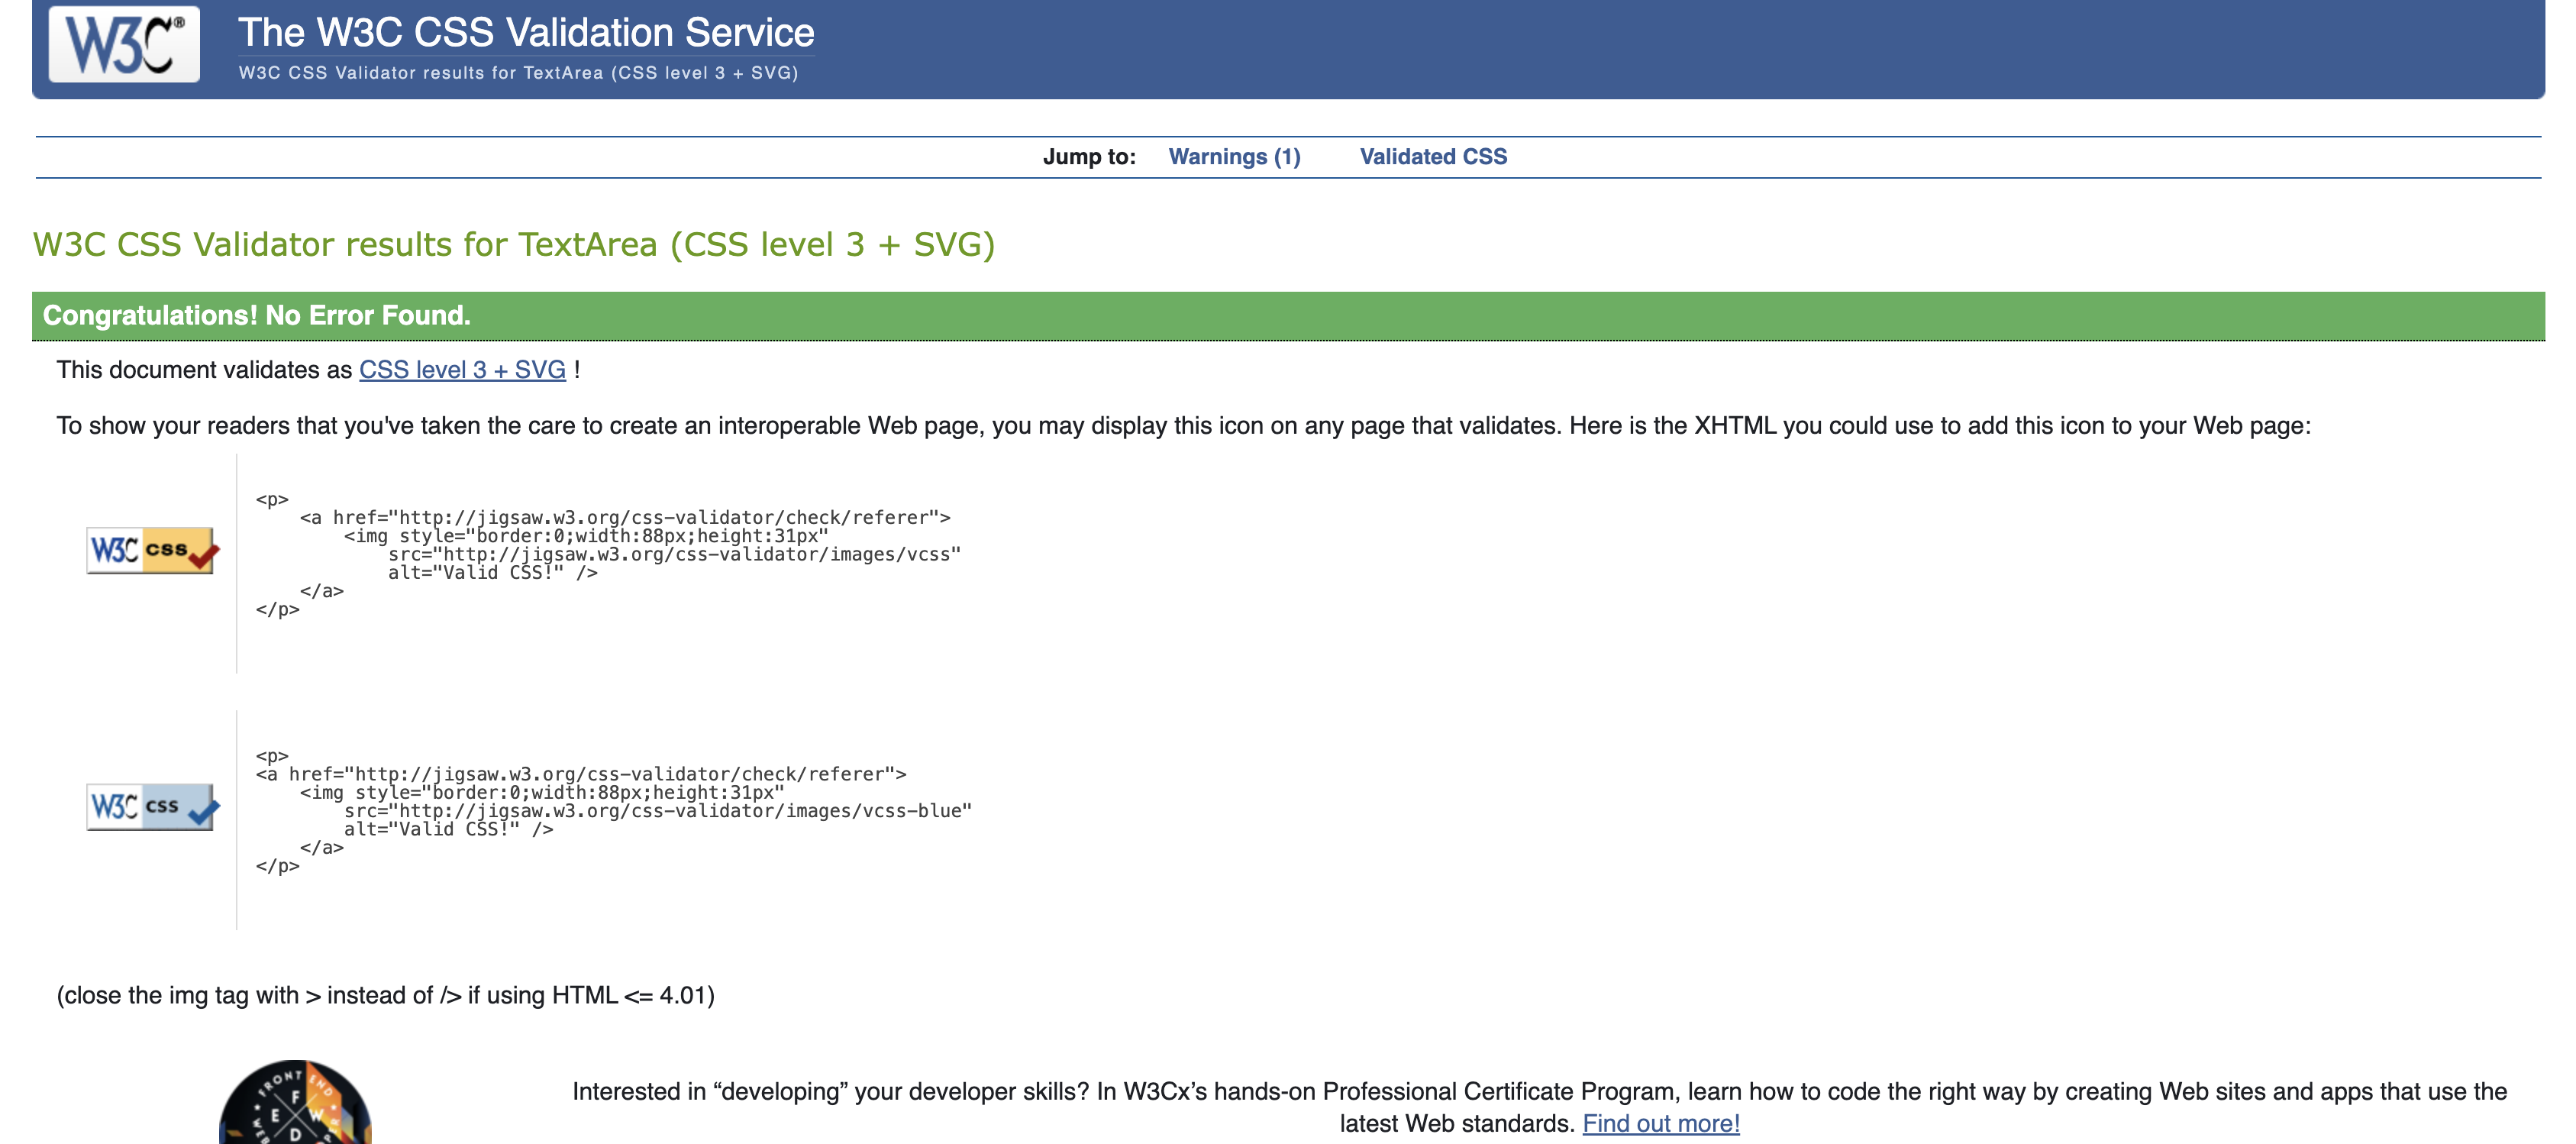 W3C®
The W3C CSS Validation Service
W3C CSS Validator results for TextArea (CSS level 3 + SVG)
Jump to: Warnings (1) Validated CSS
W3C CSS Validator results for TextArea (CSS level 3 + SVG)
Congratulations! No Error Found.
This document validates as CSS level 3 + SVG !
To show your readers that you've taken the care to create an interoperable Web page, you may display this icon on any page that validates. Here is the XHTML you could use to add this icon to your Web page:
W3C css
<p>
    <a href="http://jigsaw.w3.org/css-validator/check/referer">
        <img style="border:0;width:88px;height:31px"
            src="http://jigsaw.w3.org/css-validator/images/vcss"
            alt="Valid CSS!" />
    </a>
</p>
W3C css
<p>
<a href="http://jigsaw.w3.org/css-validator/check/referer">
    <img style="border:0;width:88px;height:31px"
        src="http://jigsaw.w3.org/css-validator/images/vcss-blue"
        alt="Valid CSS!" />
    </a>
</p>
(close the img tag with > instead of /> if using HTML <= 4.01)
FRONT END
F
E W
D
Interested in “developing” your developer skills? In W3Cx’s hands-on Professional Certificate Program, learn how to code the right way by creating Web sites and apps that use the
latest Web standards. Find out more!